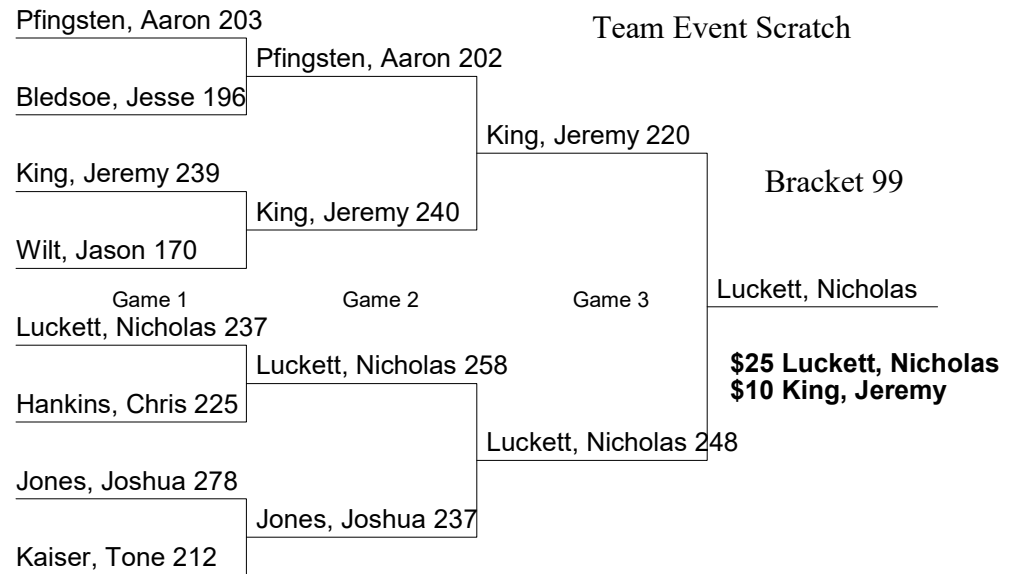 Pfingsten, Aaron 203
Team Event Scratch
Pfingsten, Aaron 202
Bledsoe, Jesse 196
King, Jeremy 220
King, Jeremy 239
Bracket 99
King, Jeremy 240
Wilt, Jason 170
Game 1
Game 2
Game 3
Luckett, Nicholas
Luckett, Nicholas 237
Luckett, Nicholas 258
$25 Luckett, Nicholas
$10 King, Jeremy
Hankins, Chris 225
Luckett, Nicholas 248
Jones, Joshua 278
Jones, Joshua 237
Kaiser, Tone 212